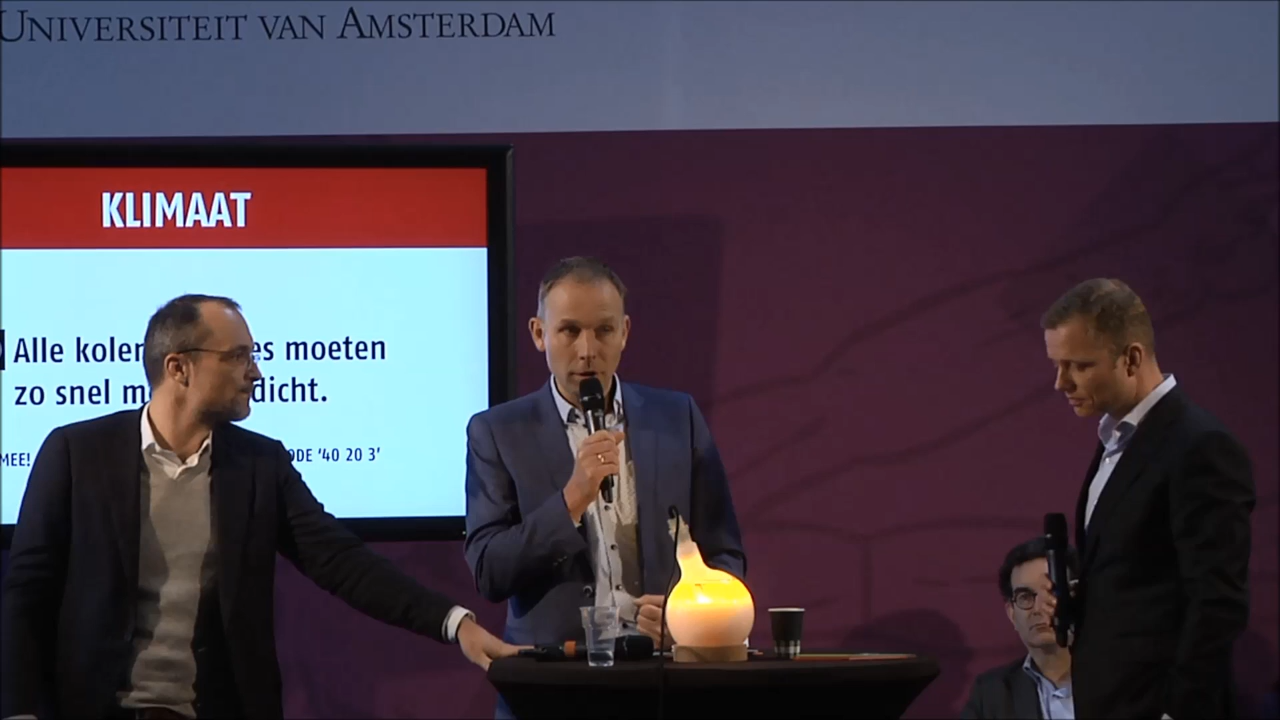 UNIVERSITEIT VAN AMSTERDAM
KLIMAAT
Alle kolen es moeten
zo snel m dicht.
MEE! ODE '40 20 3'